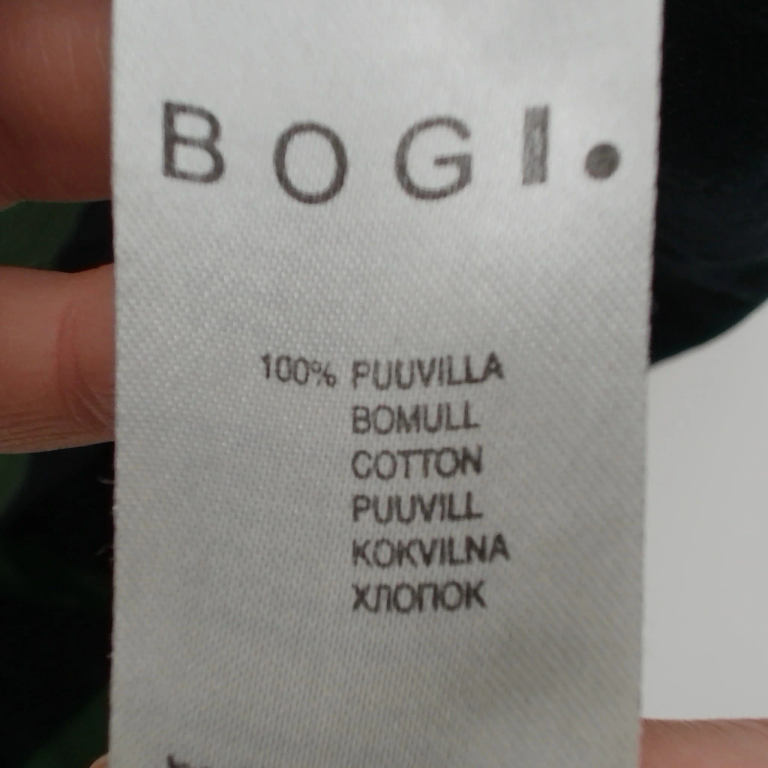 BOGI.
100% PUUVILLA
BOMULL
COTTON
PUUVILL
KOKVILNA
ХЛОПОК